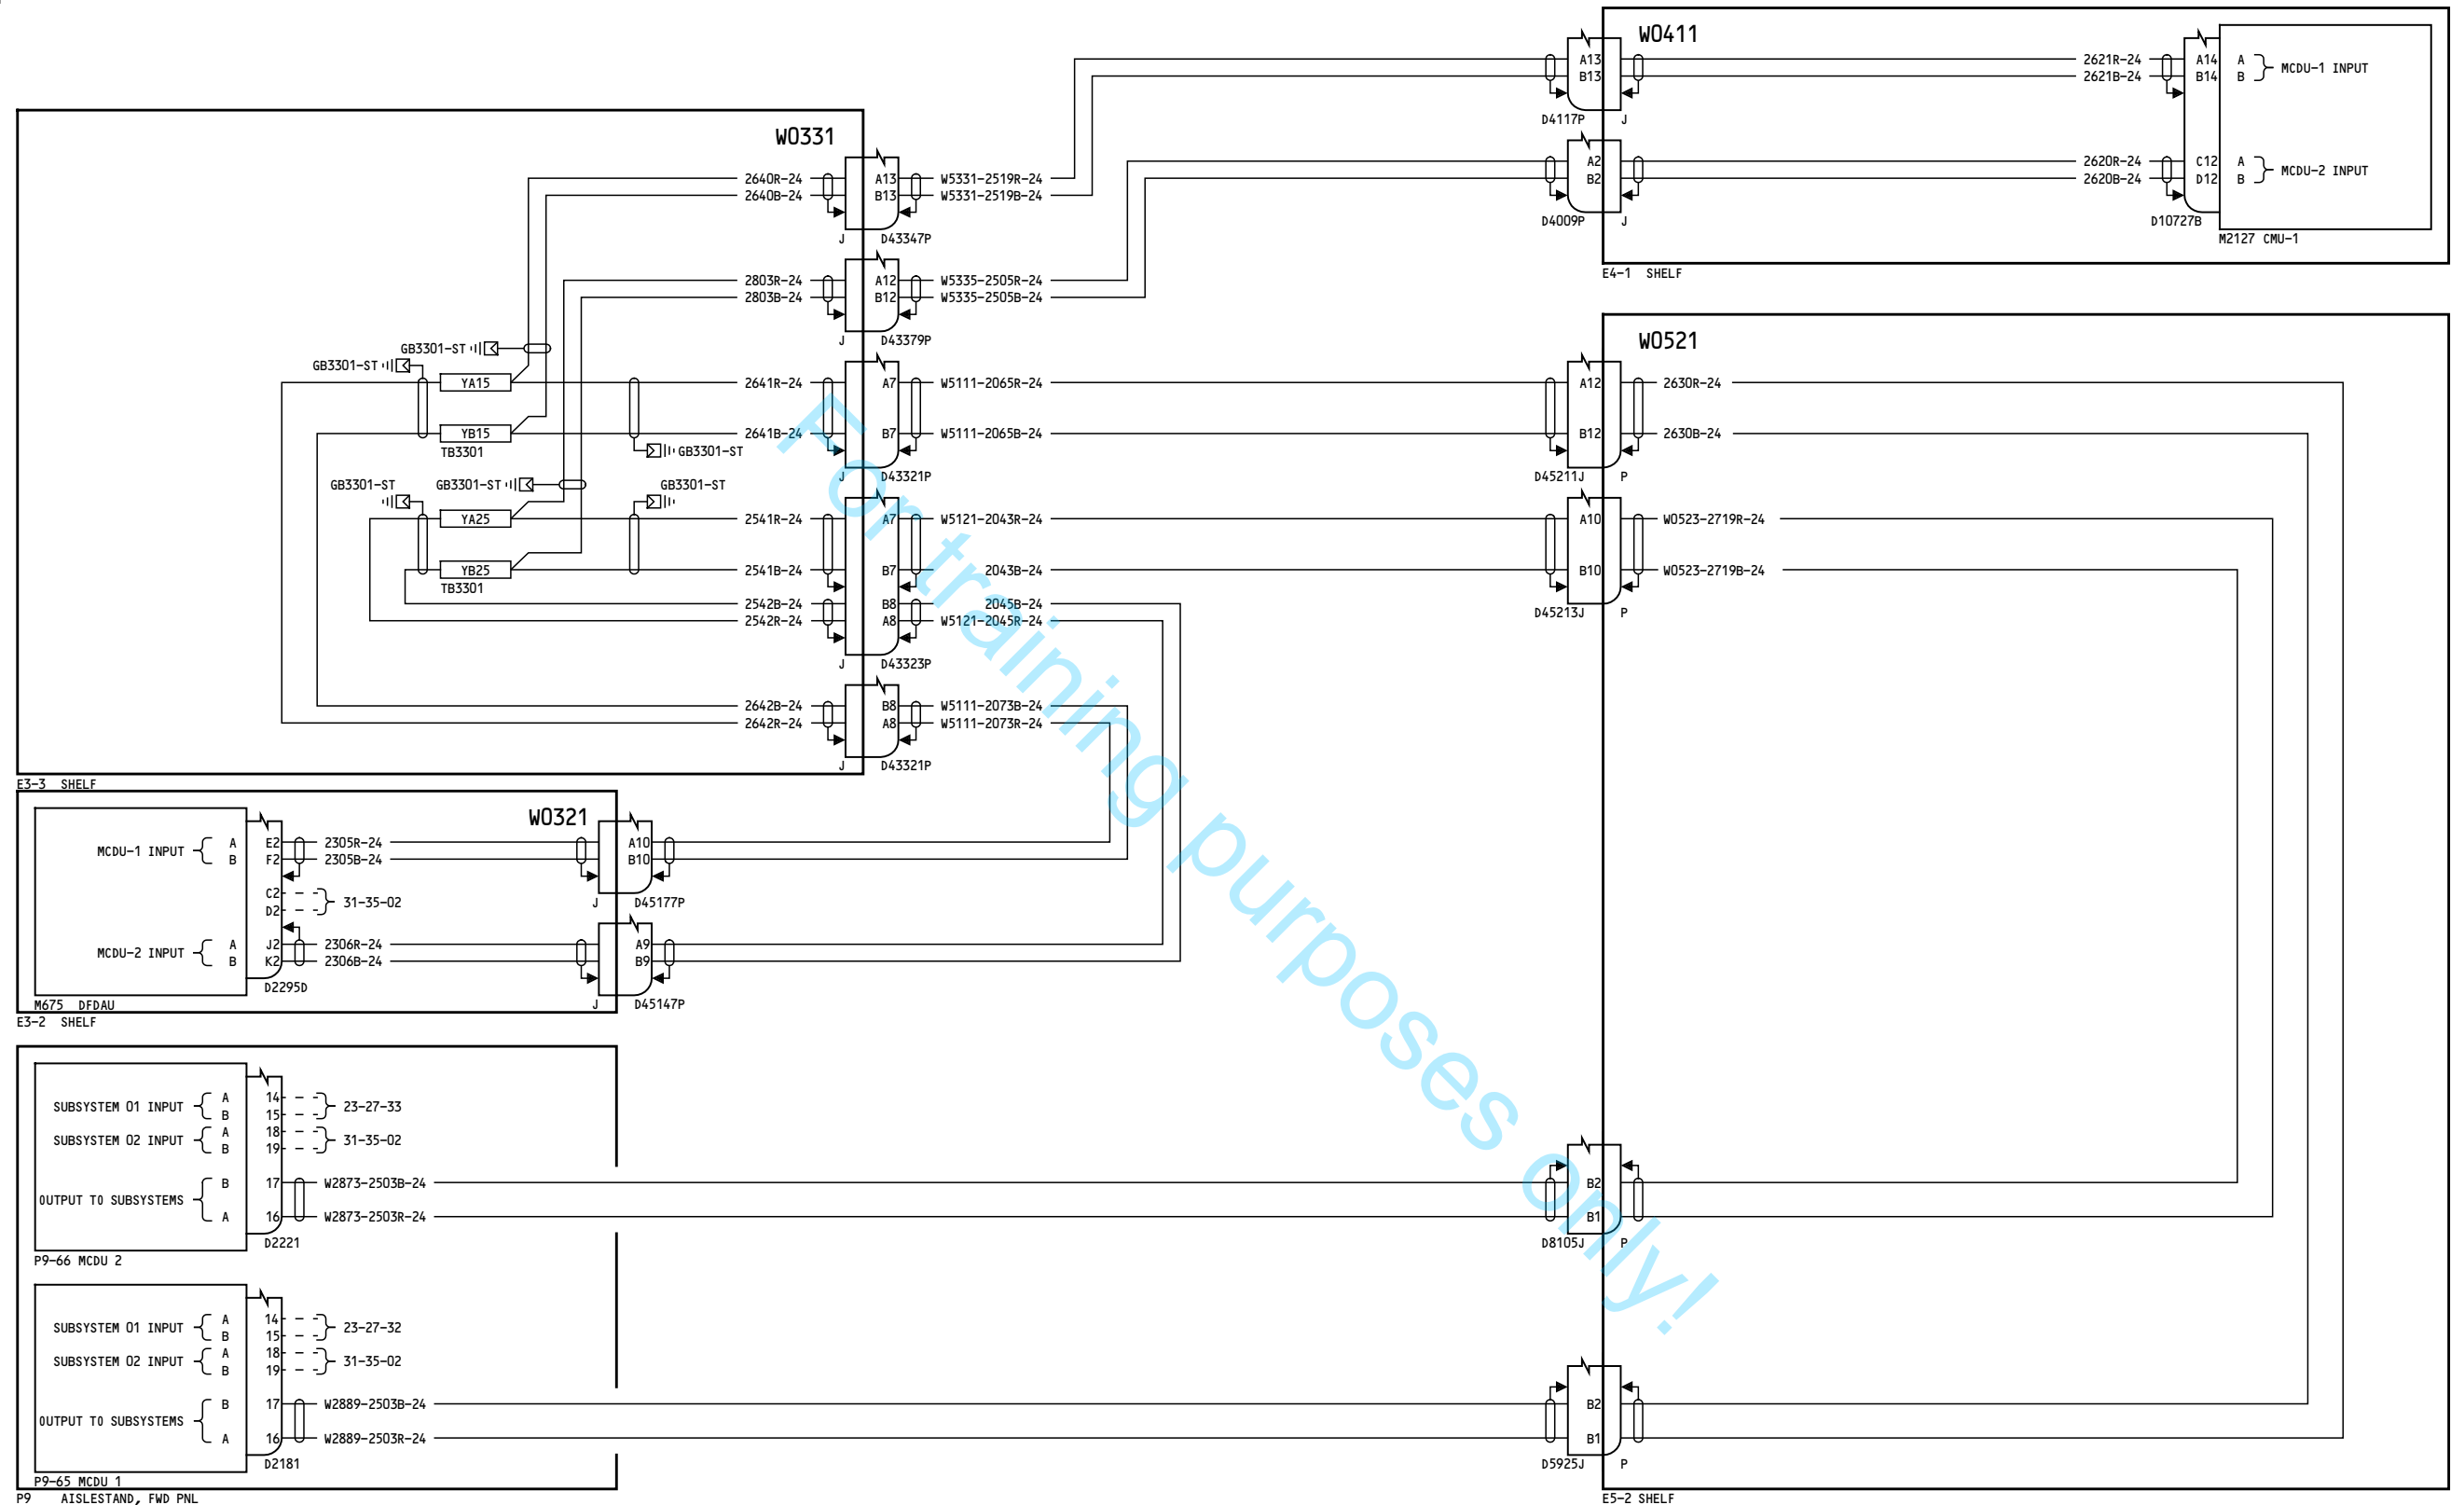 W0411
A13 2621R-24 A14 A MCDU-1 INPUT
B13 2621B-24 B14 B
D4117P J
A2 2620R-24 C12 A MCDU-2 INPUT
B2 2620B-24 D12 B
D4009P J D10727B
M2127 CMU-1
E4-1 SHELF
W0331
2640R-24 A13 W5331-2519R-24
2640B-24 B13 W5331-2519B-24
J D43347P
2803R-24 A12 W5335-2505R-24
2803B-24 B12 W5335-2505B-24
J D43379P
GB3301-ST
GB3301-ST
YA15 2641R-24 A7 W5111-2065R-24
YB15 2641B-24 B7 W5111-2065B-24
TB3301 GB3301-ST
J D43321P
GB3301-ST GB3301-ST GB3301-ST
YA25 2541R-24 A7 W5121-2043R-24
YB25 2541B-24 B7 2043B-24
TB3301
2542B-24 B8 2045B-24
2542R-24 A8 W5121-2045R-24
J D43323P
2642B-24 B8 W5111-2073B-24
2642R-24 A8 W5111-2073R-24
J D43321P
E3-3 SHELF
W0521
A12 2630R-24
B12 2630B-24
D45211J P
A10 W0523-2719R-24
B10 W0523-2719B-24
D45213J P
W0321
MCDU-1 INPUT A E2 2305R-24 A10
B F2 2305B-24 B10
C2 31-35-02
D2
J D45177P
MCDU-2 INPUT A J2 2306R-24 A9
B K2 2306B-24 B9
D2295D J D45147P
M675 DFDAU
E3-2 SHELF
SUBSYSTEM 01 INPUT A 14 23-27-33
B 15
SUBSYSTEM 02 INPUT A 18 31-35-02
B 19
OUTPUT TO SUBSYSTEMS B 17 W2873-2503B-24 B2
A 16 W2873-2503R-24 B1
D2221 D8105J P
P9-66 MCDU 2
SUBSYSTEM 01 INPUT A 14 23-27-32
B 15
SUBSYSTEM 02 INPUT A 18 31-35-02
B 19
OUTPUT TO SUBSYSTEMS B 17 W2889-2503B-24 B2
A 16 W2889-2503R-24 B1
D2181 D5925J P
P9-65 MCDU 1
P9 AISLESTAND, FWD PNL
E5-2 SHELF
For training purposes only!